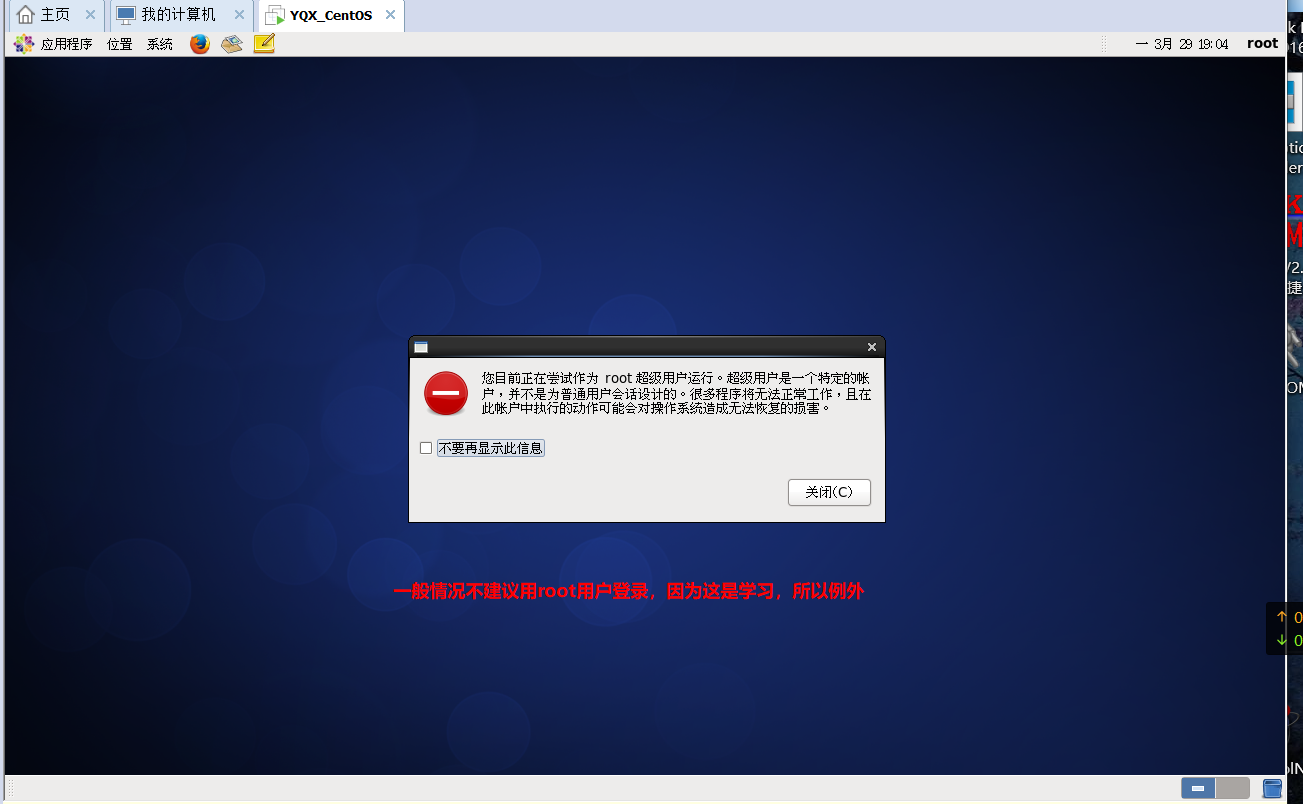 主页
我的计算机
YQX_CentOS
应用程序 位置 系统
一 3月 29 19:04 root
您目前正在尝试作为 root 超级用户运行。超级用户是一个特定的帐
户，并不是为普通用户会话设计的。很多程序将无法正常工作，且在
此帐户中执行的动作可能会对操作系统造成无法恢复的损害。
不要再显示此信息
关闭(C)
一般情况不建议用root用户登录，因为这是学习，所以例外
↑ 0
↓ 0